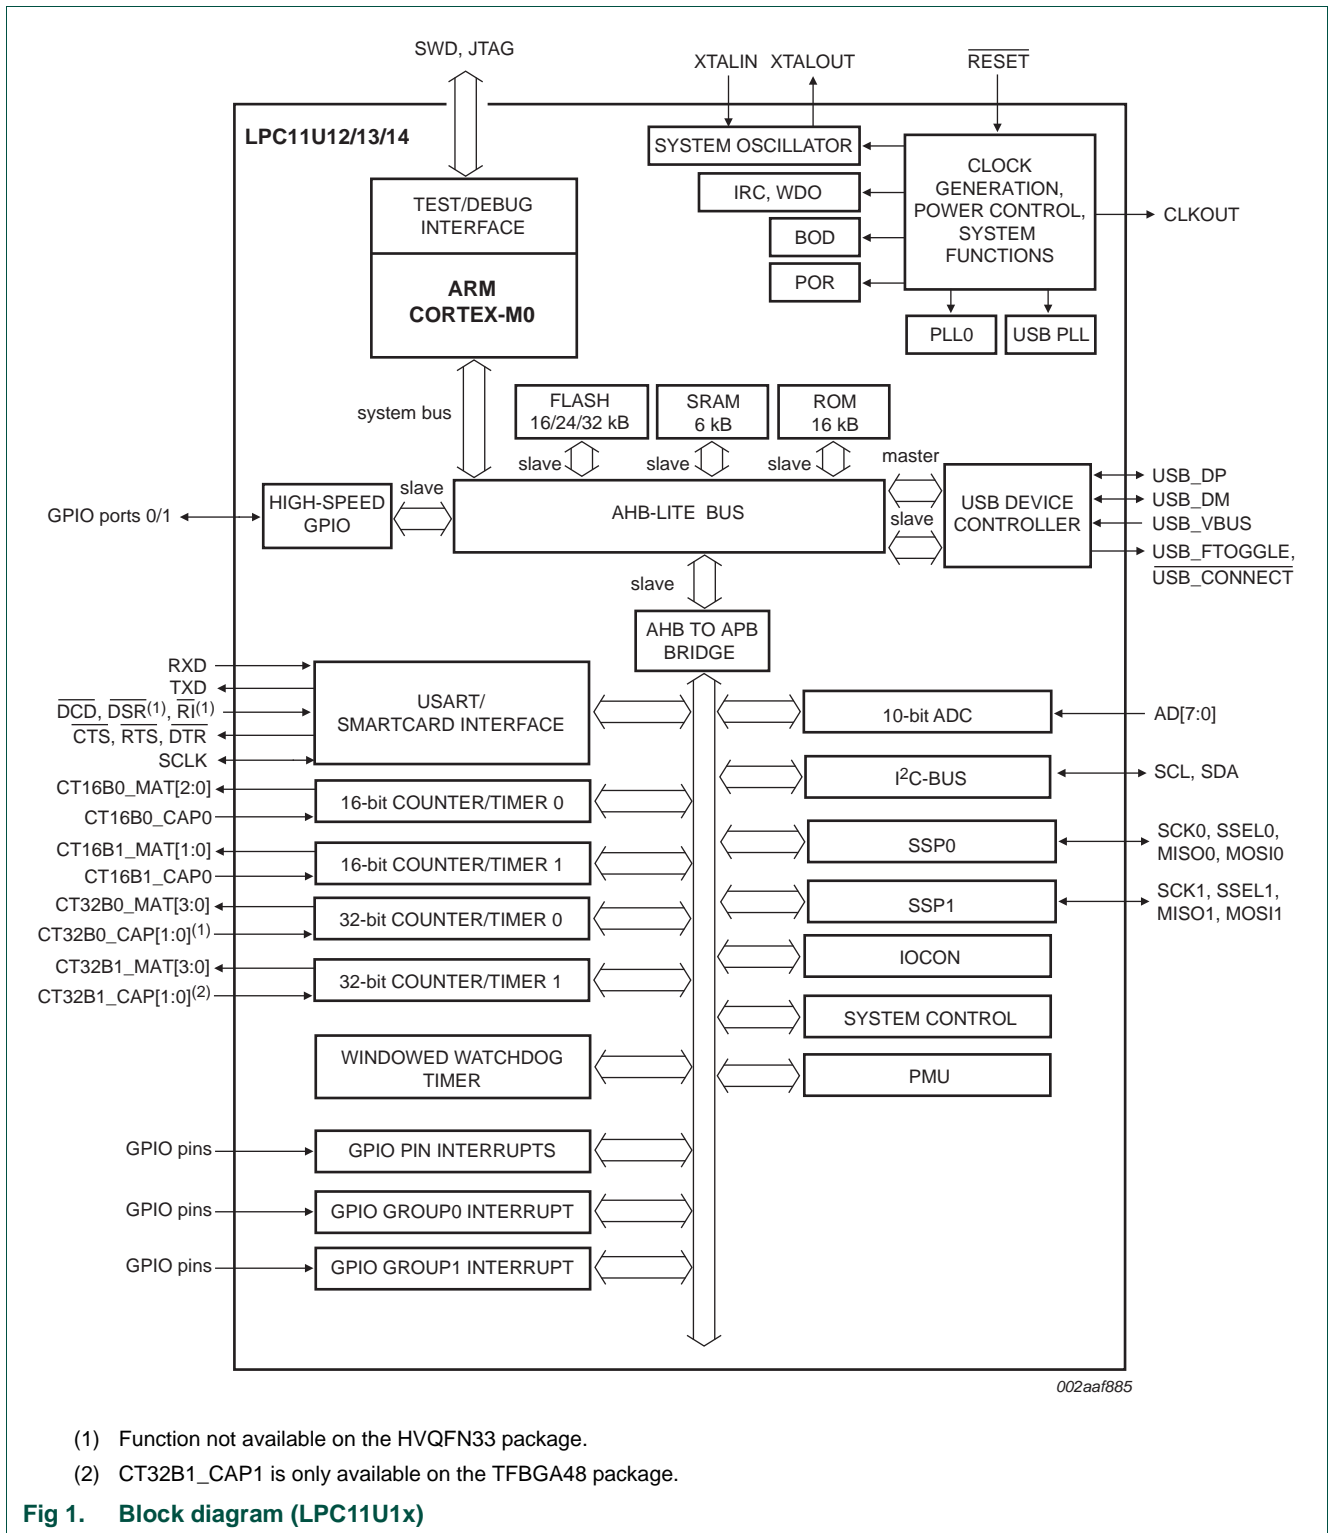 SWD, JTAG
XTALIN XTALOUT
RESET
LPC11U12/13/14
SYSTEM OSCILLATOR
CLOCK
GENERATION,
POWER CONTROL,
SYSTEM
FUNCTIONS
IRC, WDO
BOD
POR
CLKOUT
PLL0
USB PLL
TEST/DEBUG
INTERFACE
ARM
CORTEX-M0
system bus
FLASH
16/24/32 kB
SRAM
6 kB
ROM
16 kB
slave
slave
slave
master
slave
slave
GPIO ports 0/1
HIGH-SPEED
GPIO
AHB-LITE BUS
USB DEVICE
CONTROLLER
USB_DP
USB_DM
USB_VBUS
USB_FTOGGLE,
USB_CONNECT
slave
AHB TO APB
BRIDGE
RXD
TXD
DCD, DSR(1), RI(1)
CTS, RTS, DTR
SCLK
USART/
SMARTCARD INTERFACE
CT16B0_MAT[2:0]
CT16B0_CAP0
16-bit COUNTER/TIMER 0
CT16B1_MAT[1:0]
CT16B1_CAP0
16-bit COUNTER/TIMER 1
CT32B0_MAT[3:0]
CT32B0_CAP[1:0](1)
32-bit COUNTER/TIMER 0
CT32B1_MAT[3:0]
CT32B1_CAP[1:0](2)
32-bit COUNTER/TIMER 1
WINDOWED WATCHDOG
TIMER
GPIO pins
GPIO PIN INTERRUPTS
GPIO pins
GPIO GROUP0 INTERRUPT
GPIO pins
GPIO GROUP1 INTERRUPT
10-bit ADC
AD[7:0]
I2C-BUS
SCL, SDA
SSP0
SCK0, SSEL0,
MISO0, MOSI0
SSP1
SCK1, SSEL1,
MISO1, MOSI1
IOCON
SYSTEM CONTROL
PMU
002aaf885
(1) Function not available on the HVQFN33 package.
(2) CT32B1_CAP1 is only available on the TFBGA48 package.
Fig 1. Block diagram (LPC11U1x)